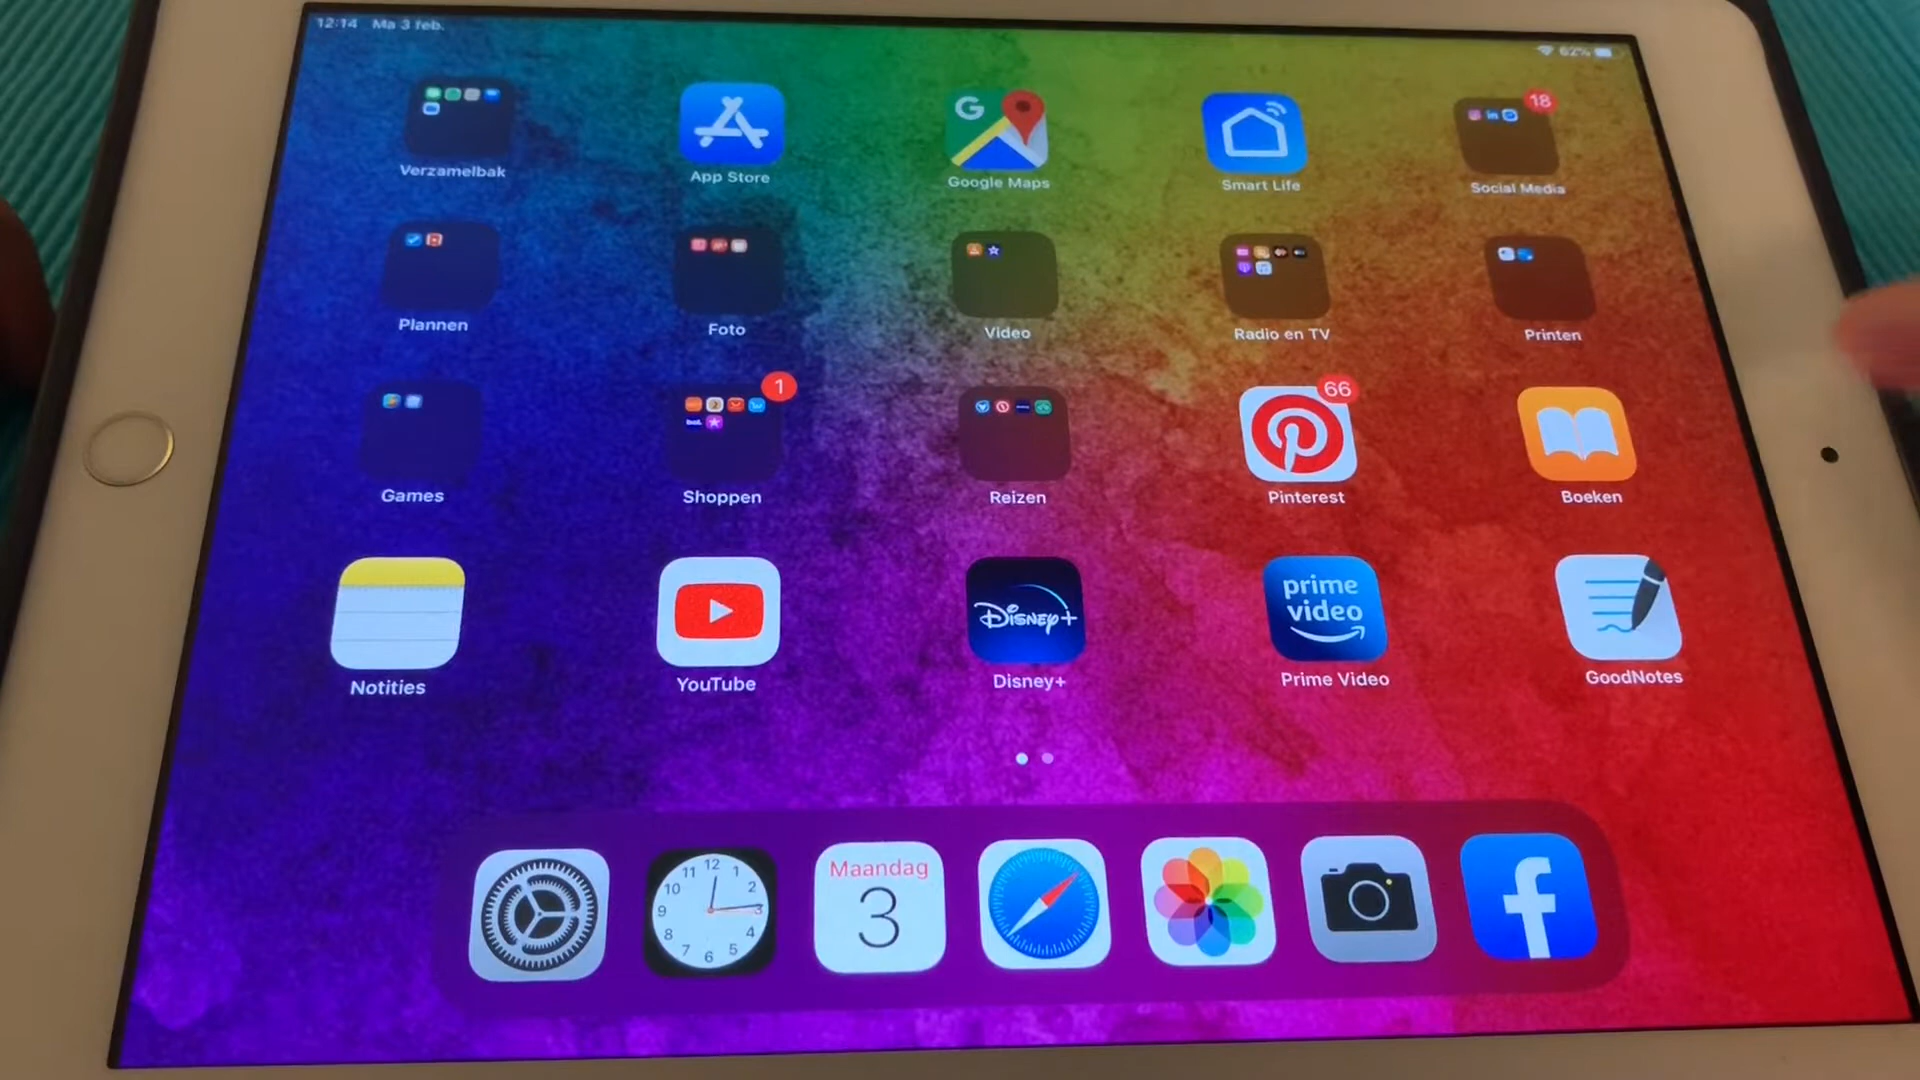 12:14 Ma 3 feb.
62%
18
Verzamelbak
App Store
G
Google Maps
Smart Life
in
Social Media
Plannen
Foto
Video
Radio en TV
Printen
1
66
Games
Shoppen
Reizen
Pinterest
Boeken
Disney+
prime
video
Notities
YouTube
Disney+
Prime Video
GoodNotes
Maandag
3
12
1
2
3
4
5
6
7
8
9
10
11
f